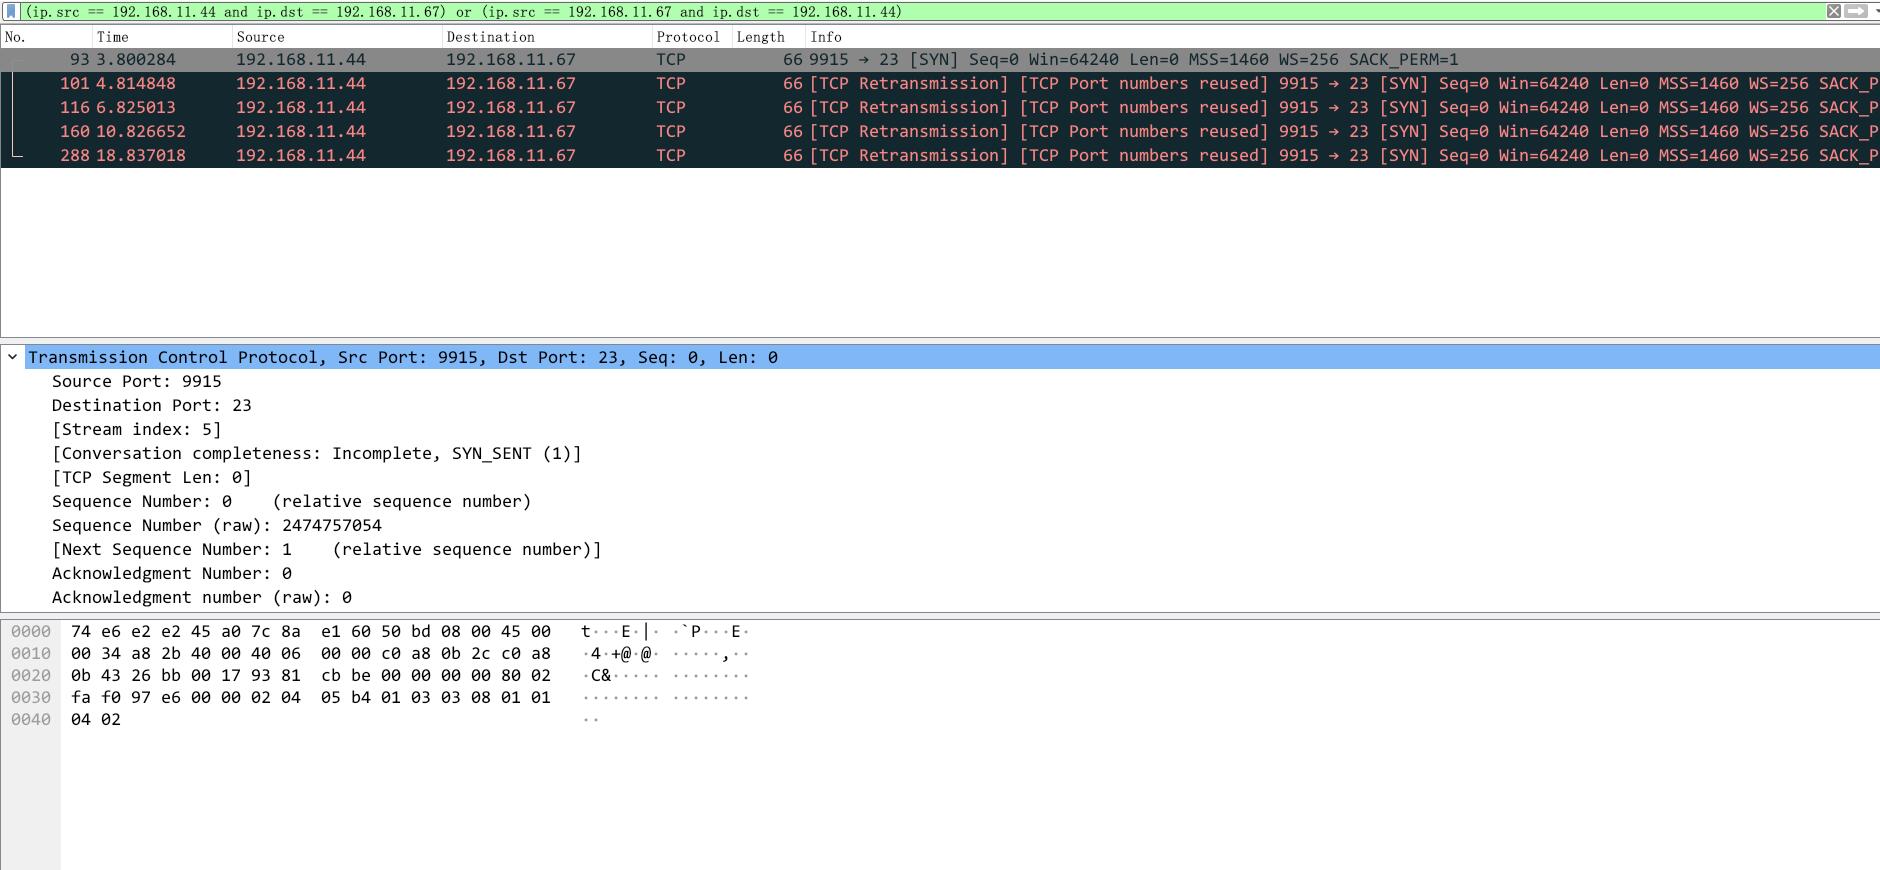 (ip.src == 192.168.11.44 and ip.dst == 192.168.11.67) or (ip.src == 192.168.11.67 and ip.dst == 192.168.11.44)
No. Time Source Destination Protocol Length Info
93 3.800284 192.168.11.44 192.168.11.67 TCP 66 9915 → 23 [SYN] Seq=0 Win=64240 Len=0 MSS=1460 WS=256 SACK_PERM=1
101 4.814848 192.168.11.44 192.168.11.67 TCP 66 [TCP Retransmission] [TCP Port numbers reused] 9915 → 23 [SYN] Seq=0 Win=64240 Len=0 MSS=1460 WS=256 SACK_P
116 6.825013 192.168.11.44 192.168.11.67 TCP 66 [TCP Retransmission] [TCP Port numbers reused] 9915 → 23 [SYN] Seq=0 Win=64240 Len=0 MSS=1460 WS=256 SACK_P
160 10.826652 192.168.11.44 192.168.11.67 TCP 66 [TCP Retransmission] [TCP Port numbers reused] 9915 → 23 [SYN] Seq=0 Win=64240 Len=0 MSS=1460 WS=256 SACK_P
288 18.837018 192.168.11.44 192.168.11.67 TCP 66 [TCP Retransmission] [TCP Port numbers reused] 9915 → 23 [SYN] Seq=0 Win=64240 Len=0 MSS=1460 WS=256 SACK_P
Transmission Control Protocol, Src Port: 9915, Dst Port: 23, Seq: 0, Len: 0
Source Port: 9915
Destination Port: 23
[Stream index: 5]
[Conversation completeness: Incomplete, SYN_SENT (1)]
[TCP Segment Len: 0]
Sequence Number: 0    (relative sequence number)
Sequence Number (raw): 2474757054
[Next Sequence Number: 1    (relative sequence number)]
Acknowledgment Number: 0
Acknowledgment number (raw): 0
0000 74 e6 e2 e2 45 a0 7c 8a e1 60 50 bd 08 00 45 00 t···E·|· ·`P···E·
0010 00 34 a8 2b 40 00 40 06 00 00 c0 a8 0b 2c c0 a8 ·4·+@·@· ·····,··
0020 0b 43 26 bb 00 17 93 81 cb be 00 00 00 00 80 02 ·C&····· ········
0030 fa f0 97 e6 00 00 02 04 05 b4 01 03 03 08 01 01 ········ ········
0040 04 02 ··